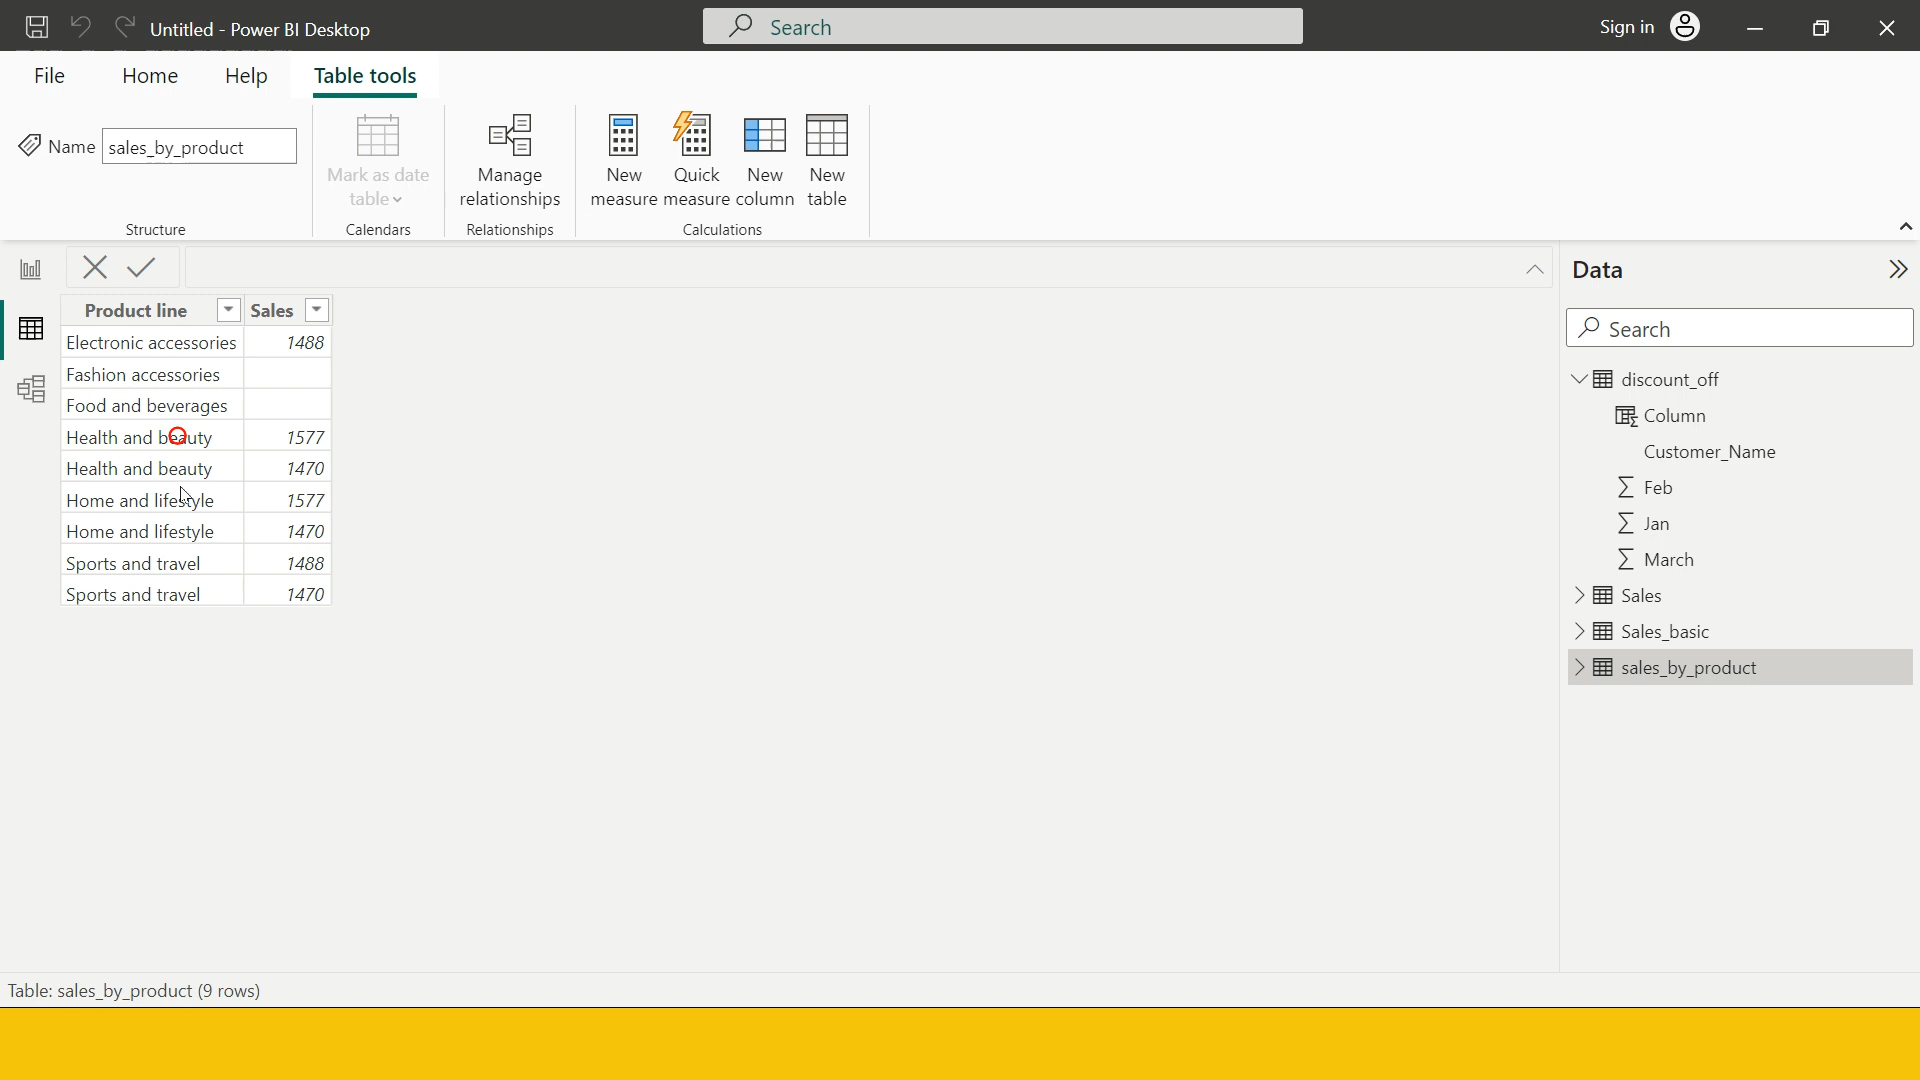 Untitled - Power BI Desktop
Search
Sign in
File Home Help Table tools
Name sales_by_product
Mark as date table
Manage relationships
New measure
Quick measure
New column
New table
Structure Calendars Relationships Calculations
Data
Search
Product line Sales
Electronic accessories 1488
Fashion accessories
Food and beverages
Health and beauty 1577
Health and beauty 1470
Home and lifestyle 1577
Home and lifestyle 1470
Sports and travel 1488
Sports and travel 1470
discount_off
Column
Customer_Name
Feb
Jan
March
Sales
Sales_basic
sales_by_product
Table: sales_by_product (9 rows)